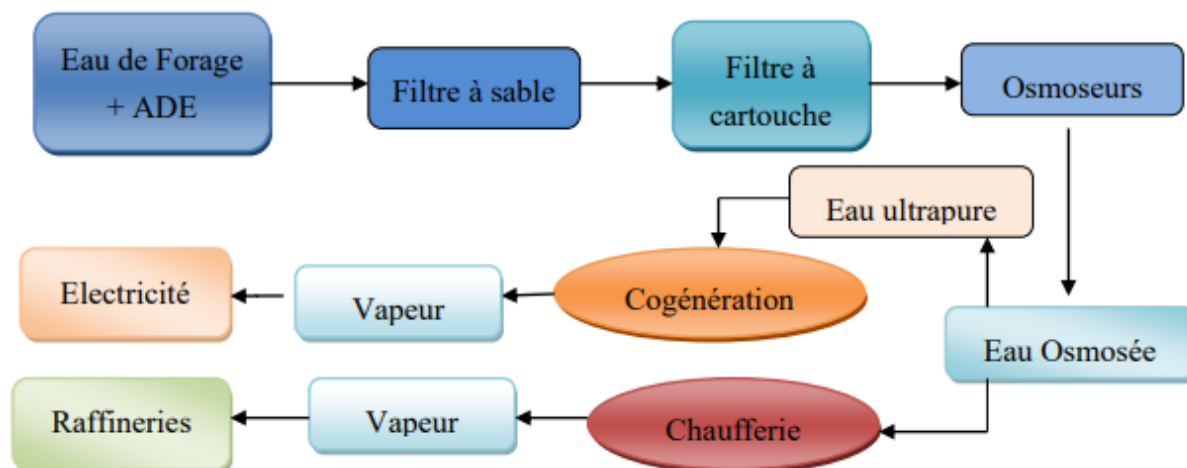 Eau de Forage
+ ADE
Filtre à sable
Filtre à
cartouche
Osmoseurs
Eau ultrapure
Electricité
Vapeur
Cogénération
Eau Osmosée
Raffineries
Vapeur
Chaufferie